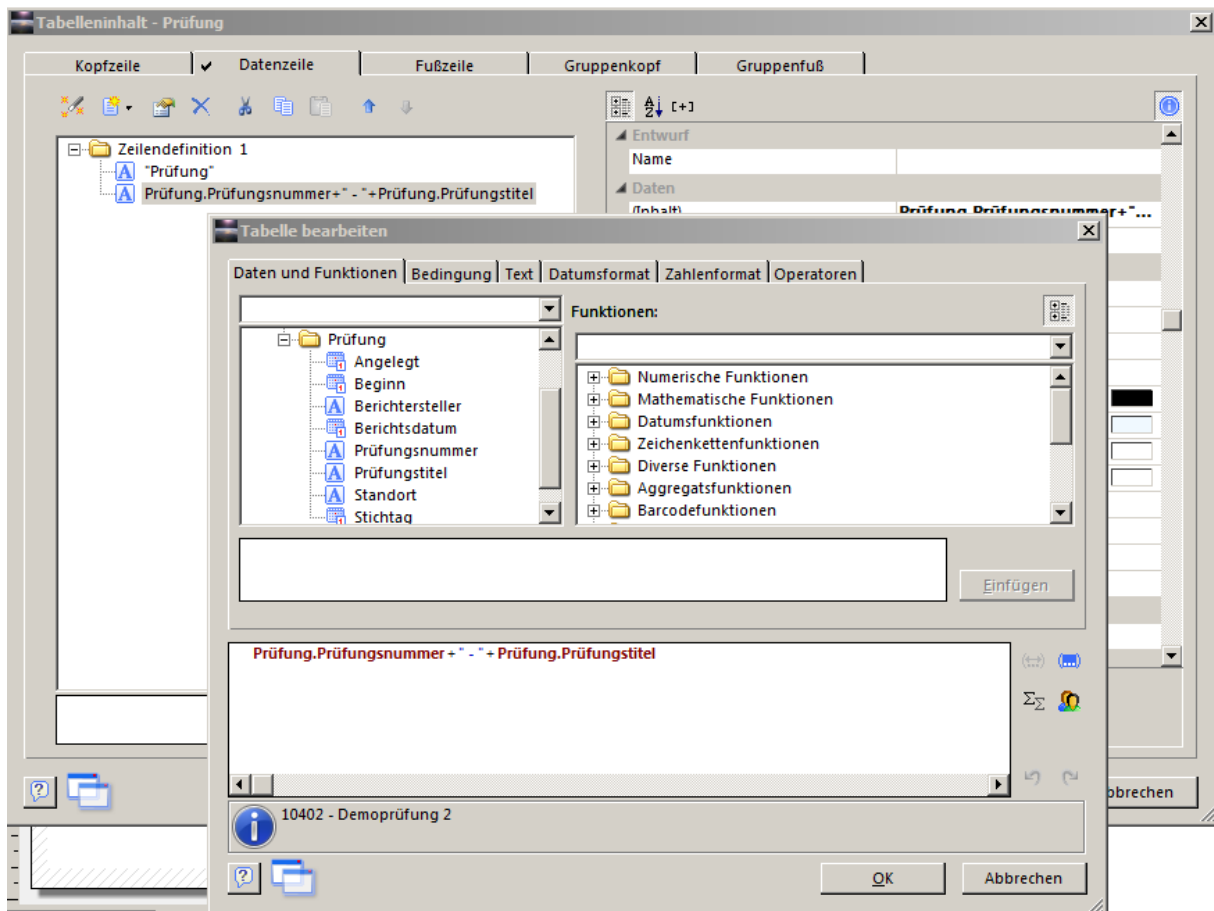 Tabelleninhalt - Prüfung
Kopfzeile
Datenzeile
Fußzeile
Gruppenkopf
Gruppenfuß
Zeilendefinition 1
"Prüfung"
Prüfung.Prüfungsnummer+" - "+Prüfung.Prüfungstitel
A
Z
[+]
Entwurf
Name
Daten
(Inhalt) Prüfung.Prüfungsnummer+"...
Tabelle bearbeiten
Daten und Funktionen
Bedingung
Text
Datumsformat
Zahlenformat
Operatoren
Prüfung
Angelegt
Beginn
Berichtersteller
Berichtsdatum
Prüfungsnummer
Prüfungstitel
Standort
Stichtag
Funktionen:
Numerische Funktionen
Mathematische Funktionen
Datumsfunktionen
Zeichenkettenfunktionen
Diverse Funktionen
Aggregatsfunktionen
Barcodefunktionen
Einfügen
Prüfung.Prüfungsnummer+" - "+Prüfung.Prüfungstitel
10402 - Demoprüfung 2
OK
Abbrechen
bbrechen